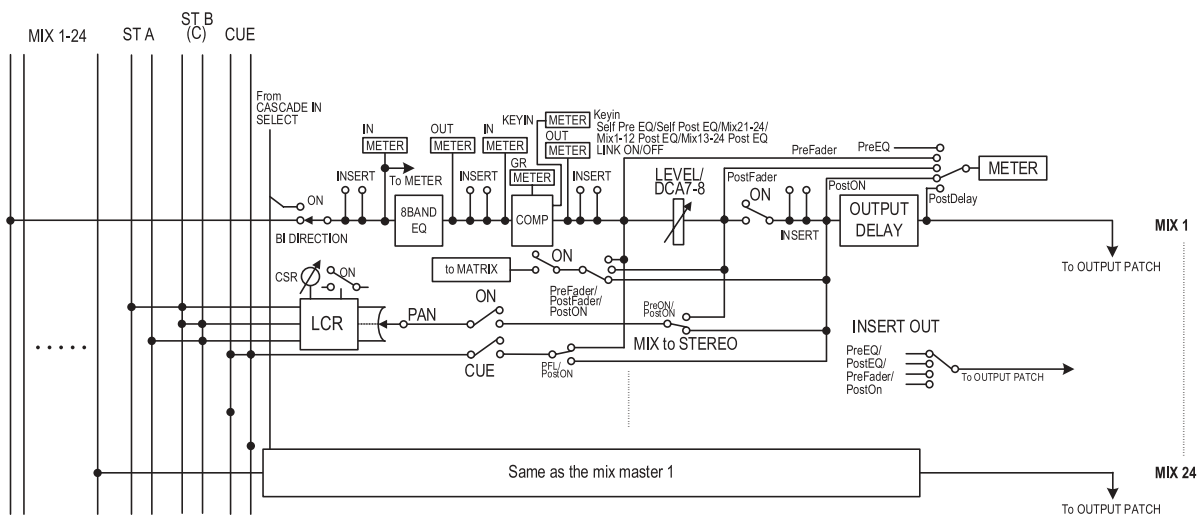 MIX 1-24
ST A
ST B
(C)
CUE
From
CASCADE IN
SELECT
ON
BI DIRECTION
INSERT
IN
METER
To METER
8BAND
EQ
OUT
METER
INSERT
IN
METER
GR
METER
COMP
KEYIN
METER
Keyin
Self Pre EQ/Self Post EQ/Mix21-24/
Mix1-12 Post EQ/Mix13-24 Post EQ
OUT
METER
LINK ON/OFF
INSERT
LEVEL/
DCA7-8
PreFader
PostFader
ON
INSERT
PreEQ
PostON
METER
PostDelay
OUTPUT
DELAY
MIX 1
To OUTPUT PATCH
to MATRIX
ON
PreFader/
PostFader/
PostON
CSR
ON
LCR
PAN
ON
PreON/
PostON
MIX to STEREO
CUE
PFL/
PostON
INSERT OUT
PreEQ/
PostEQ/
PreFader/
PostOn
To OUTPUT PATCH
Same as the mix master 1
MIX 24
To OUTPUT PATCH